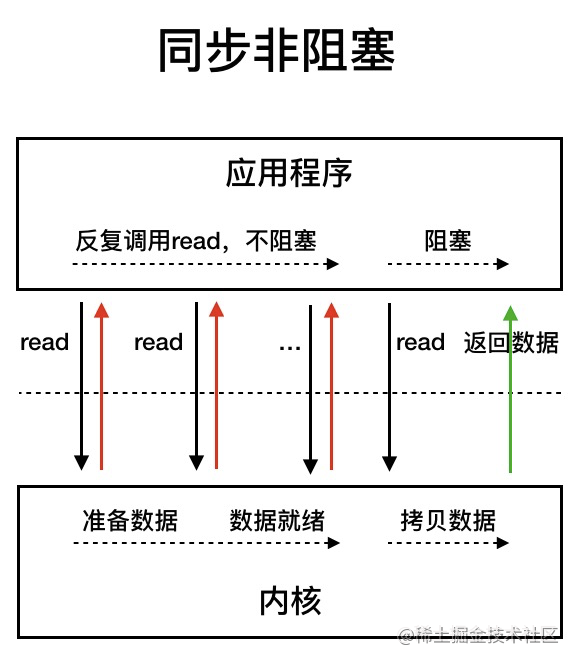 同步非阻塞
应用程序
反复调用read，不阻塞
阻塞
read
read
...
read
返回数据
准备数据
数据就绪
拷贝数据
内核
@稀土掘金技术社区